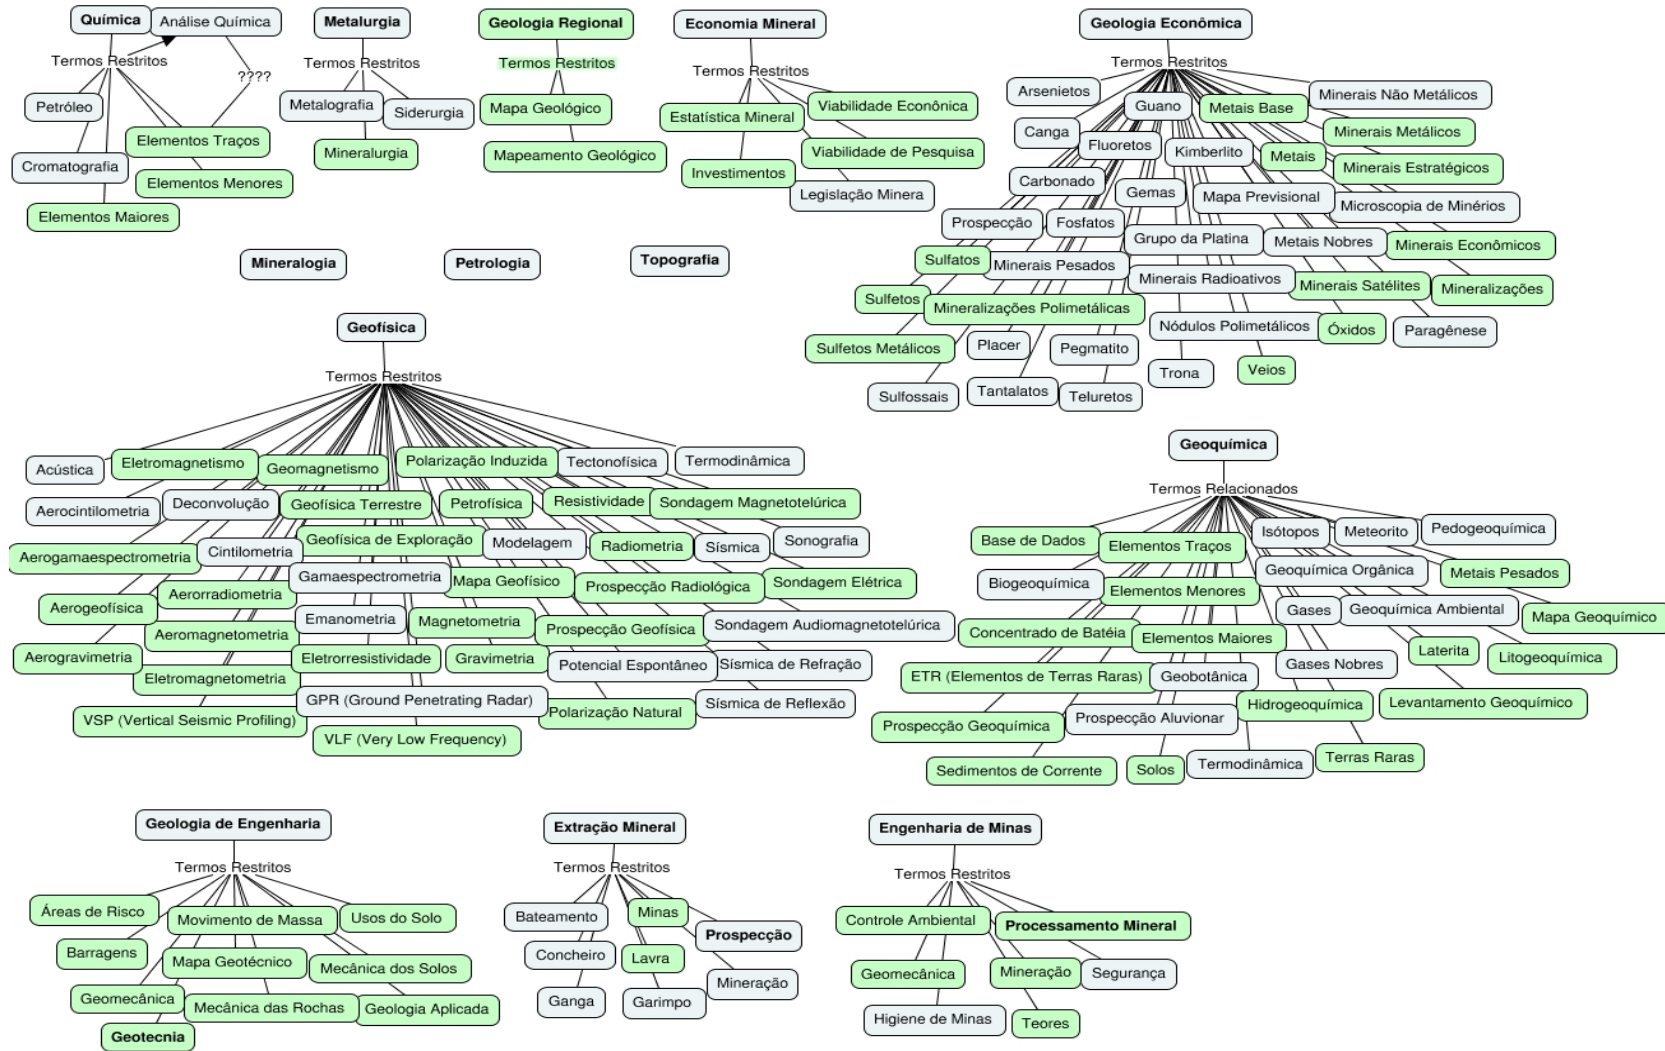 Química
Análise Química
Termos Restritos
????
Petróleo
Elementos Traços
Cromatografia
Elementos Menores
Elementos Maiores
Metalurgia
Termos Restritos
Metalografia
Siderurgia
Mineralurgia
Geologia Regional
Termos Restritos
Mapa Geológico
Mapeamento Geológico
Economia Mineral
Termos Restritos
Viabilidade Econônica
Estatística Mineral
Viabilidade de Pesquisa
Investimentos
Legislação Minera
Geologia Econômica
Termos Restritos
Arsenietos
Guano
Metais Base
Minerais Não Metálicos
Canga
Fluoretos
Kimberlito
Metais
Minerais Metálicos
Minerais Estratégicos
Carbonado
Gemas
Mapa Previsional
Microscopia de Minérios
Prospecção
Fosfatos
Grupo da Platina
Metais Nobres
Minerais Econômicos
Sulfatos
Minerais Pesados
Minerais Radioativos
Minerais Satélites
Mineralizações
Sulfetos
Mineralizações Polimetálicas
Nódulos Polimetálicos
Óxidos
Paragênese
Sulfetos Metálicos
Placer
Pegmatito
Trona
Veios
Sulfossais
Tantalatos
Teluretos
Mineralogia
Petrologia
Topografia
Geofísica
Termos Restritos
Acústica
Eletromagnetismo
Geomagnetismo
Polarização Induzida
Tectonofísica
Termodinâmica
Aerocintilometria
Deconvolução
Geofísica Terrestre
Petrofísica
Resistividade
Sondagem Magnetotelúrica
Aerogamaespectrometria
Cintilometria
Geofísica de Exploração
Modelagem
Radiometria
Sísmica
Sonografia
Gamaespectrometria
Mapa Geofísico
Prospecção Radiológica
Sondagem Elétrica
Aerogeofísica
Aerorradiometria
Emanometria
Magnetometria
Prospecção Geofísica
Sondagem Audiomagnetotelúrica
Aeromagnetometria
Aerogravimetria
Eletrorresistividade
Gravimetria
Potencial Espontâneo
Sísmica de Refração
Eletromagnetometria
GPR (Ground Penetrating Radar)
Polarização Natural
Sísmica de Reflexão
VSP (Vertical Seismic Profiling)
VLF (Very Low Frequency)
Geoquímica
Termos Relacionados
Base de Dados
Elementos Traços
Isótopos
Meteorito
Pedogeoquímica
Biogeoquímica
Elementos Menores
Geoquímica Orgânica
Metais Pesados
Gases
Geoquímica Ambiental
Mapa Geoquímico
Concentrado de Batéia
Elementos Maiores
Gases Nobres
Laterita
Litogeoquímica
ETR (Elementos de Terras Raras)
Geobotânica
Hidrogeoquímica
Levantamento Geoquímico
Prospecção Geoquímica
Prospecção Aluvionar
Sedimentos de Corrente
Solos
Termodinâmica
Terras Raras
Geologia de Engenharia
Termos Restritos
Áreas de Risco
Movimento de Massa
Usos do Solo
Barragens
Mapa Geotécnico
Mecânica dos Solos
Geomecânica
Mecânica das Rochas
Geologia Aplicada
Geotecnia
Extração Mineral
Termos Restritos
Bateamento
Minas
Prospecção
Concheiro
Lavra
Mineração
Ganga
Garimpo
Engenharia de Minas
Termos Restritos
Controle Ambiental
Processamento Mineral
Geomecânica
Mineração
Segurança
Higiene de Minas
Teores